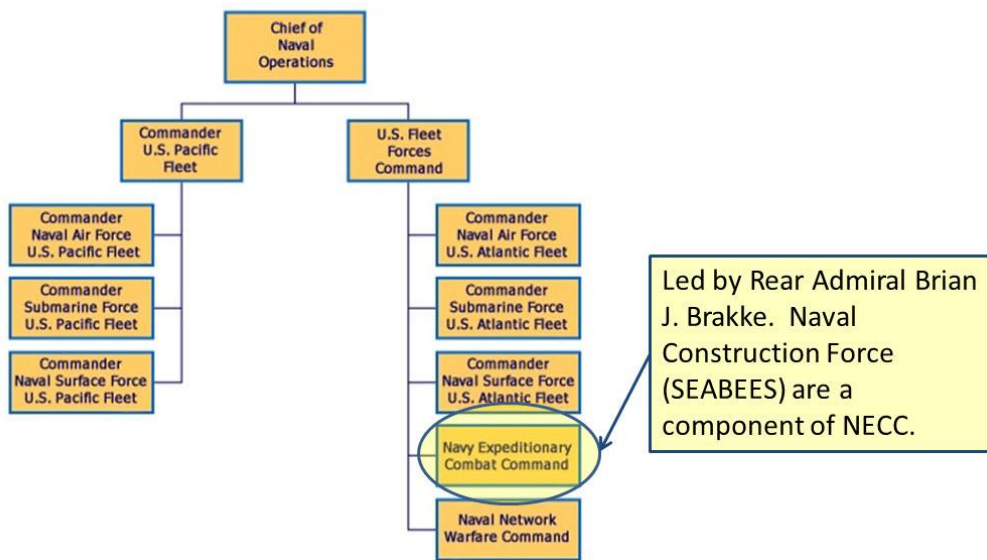 Chief of
Naval
Operations
Commander
U.S. Pacific
Fleet
U.S. Fleet
Forces
Command
Commander
Naval Air Force
U.S. Pacific Fleet
Commander
Submarine Force
U.S. Pacific Fleet
Commander
Naval Surface Force
U.S. Pacific Fleet
Commander
Naval Air Force
U.S. Atlantic Fleet
Commander
Submarine Force
U.S. Atlantic Fleet
Commander
Naval Surface Force
U.S. Atlantic Fleet
Navy Expeditionary
Combat Command
Naval Network
Warfare Command
Led by Rear Admiral Brian
J. Brakke.  Naval
Construction Force
(SEABEES) are a
component of NECC.